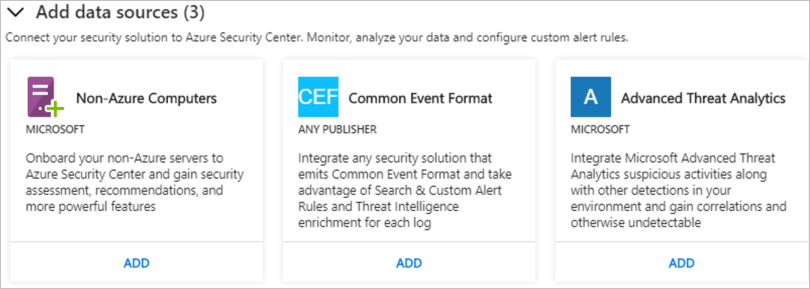 Add data sources (3)
Connect your security solution to Azure Security Center. Monitor, analyze your data and configure custom alert rules.
Non-Azure Computers
MICROSOFT
Onboard your non-Azure servers to
Azure Security Center and gain security
assessment, recommendations, and
more powerful features
ADD
CEF
Common Event Format
ANY PUBLISHER
Integrate any security solution that
emits Common Event Format and take
advantage of Search & Custom Alert
Rules and Threat Intelligence
enrichment for each log
ADD
A
Advanced Threat Analytics
MICROSOFT
Integrate Microsoft Advanced Threat
Analytics suspicious activities along
with other detections in your
environment and gain correlations and
otherwise undetectable
ADD